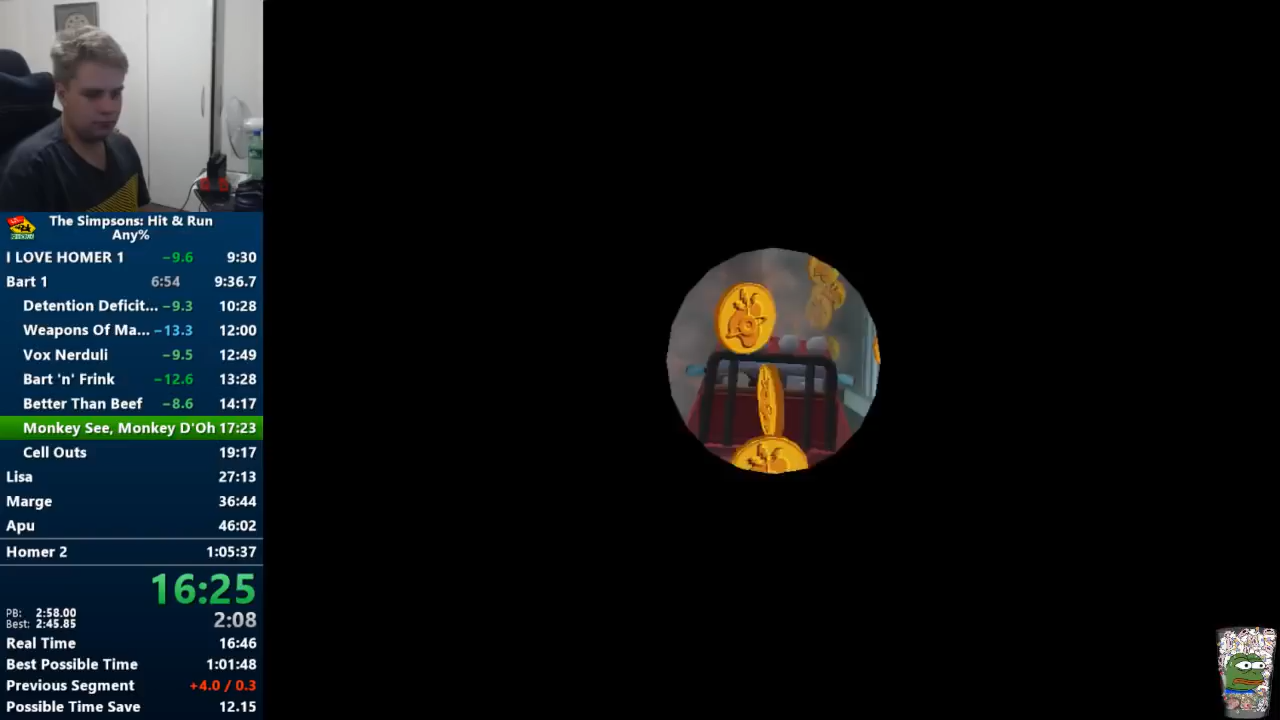 The Simpsons: Hit & Run
Any%
I LOVE HOMER 1 −9.6 9:30
Bart 1 6:54 9:36.7
Detention Deficit... −9.3 10:28
Weapons Of Ma... −13.3 12:00
Vox Nerduli −9.5 12:49
Bart 'n' Frink −12.6 13:28
Better Than Beef −8.6 14:17
Monkey See, Monkey D'Oh 17:23
Cell Outs 19:17
Lisa 27:13
Marge 36:44
Apu 46:02
Homer 2 1:05:37
16:25
PB: 2:58.00
Best: 2:45.85 2:08
Real Time 16:46
Best Possible Time 1:01:48
Previous Segment +4.0 / 0.3
Possible Time Save 12.15